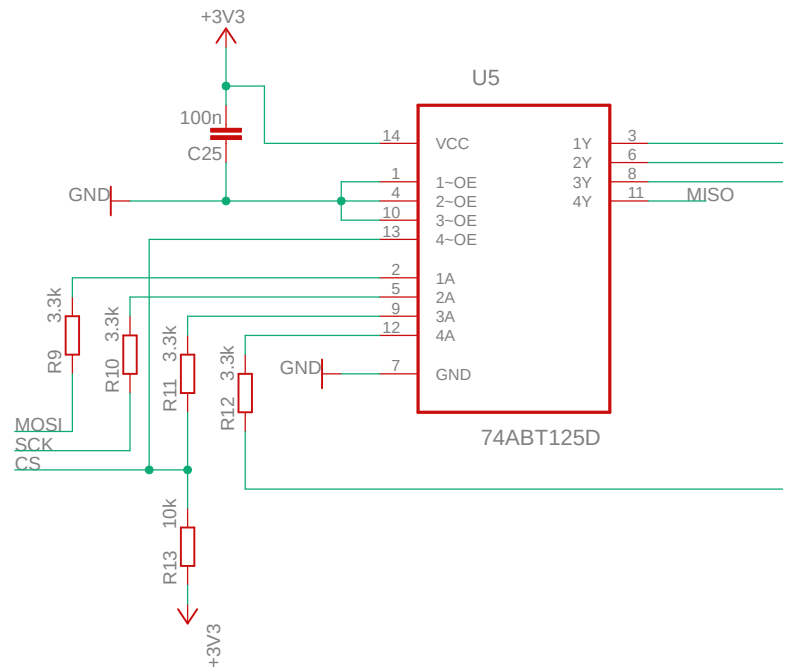 +3V3
U5
100n
C25
14 VCC 1Y 3
2Y 6
1 1~OE 3Y 8
GND 4 2~OE 4Y 11 MISO
10 3~OE
13 4~OE
2 1A
5 2A
9 3A
12 4A
3.3k
R9
3.3k
R10
3.3k
R11
3.3k
R12
GND 7 GND
74ABT125D
MOSI
SCK
CS
10k
R13
+3V3